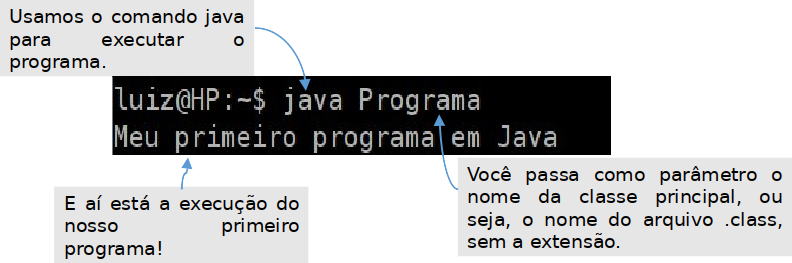 Usamos o comando java
para executar o
programa.
luiz@HP:~$ java Programa
Meu primeiro programa em Java
Você passa como parâmetro o
nome da classe principal, ou
seja, o nome do arquivo .class,
sem a extensão.
E aí está a execução do
nosso primeiro
programa!